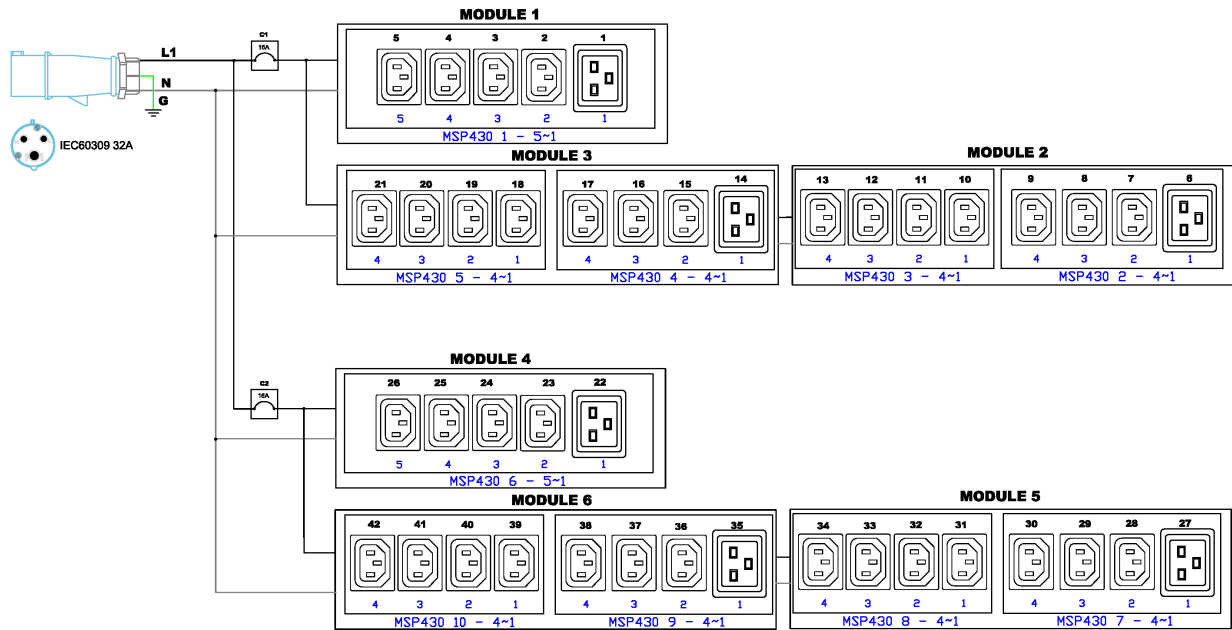 MODULE 1
C1
16A
L1
N
G
IEC60309 32A
5 4 3 2 1
5 4 3 2 1
MSP430 1 - 5~1
MODULE 3
21 20 19 18 17 16 15 14
4 3 2 1 4 3 2 1
MSP430 5 - 4~1 MSP430 4 - 4~1
MODULE 2
13 12 11 10 9 8 7 6
4 3 2 1 4 3 2 1
MSP430 3 - 4~1 MSP430 2 - 4~1
MODULE 4
C2
16A
26 25 24 23 22
5 4 3 2 1
MSP430 6 - 5~1
MODULE 6
42 41 40 39 38 37 36 35
4 3 2 1 4 3 2 1
MSP430 10 - 4~1 MSP430 9 - 4~1
MODULE 5
34 33 32 31 30 29 28 27
4 3 2 1 4 3 2 1
MSP430 8 - 4~1 MSP430 7 - 4~1